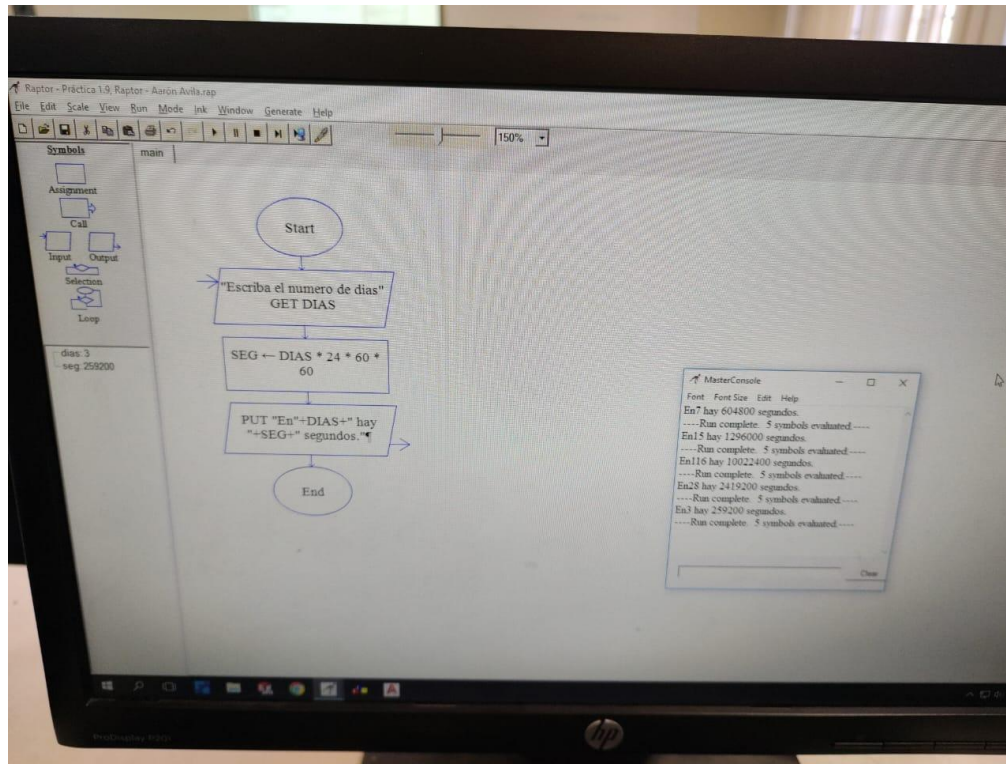 Raptor - Práctica 1.9, Raptor - Aarón Avila.rap
File Edit Scale View Run Mode Ink Window Generate Help
150%
Symbols
main
Assignment
Call
Input Output
Selection
Loop
dias: 3
seg: 259200
Start
"Escriba el numero de dias"
GET DIAS
SEG ← DIAS * 24 * 60 *
60
PUT "En"+DIAS+" hay
"+SEG+" segundos."¶
End
MasterConsole
Font Font Size Edit Help
En7 hay 604800 segundos.
----Run complete. 5 symbols evaluated.----
En15 hay 1296000 segundos.
----Run complete. 5 symbols evaluated.----
En116 hay 10022400 segundos.
----Run complete. 5 symbols evaluated.----
En28 hay 2419200 segundos.
----Run complete. 5 symbols evaluated.----
En3 hay 259200 segundos.
----Run complete. 5 symbols evaluated.----
Clear
hp